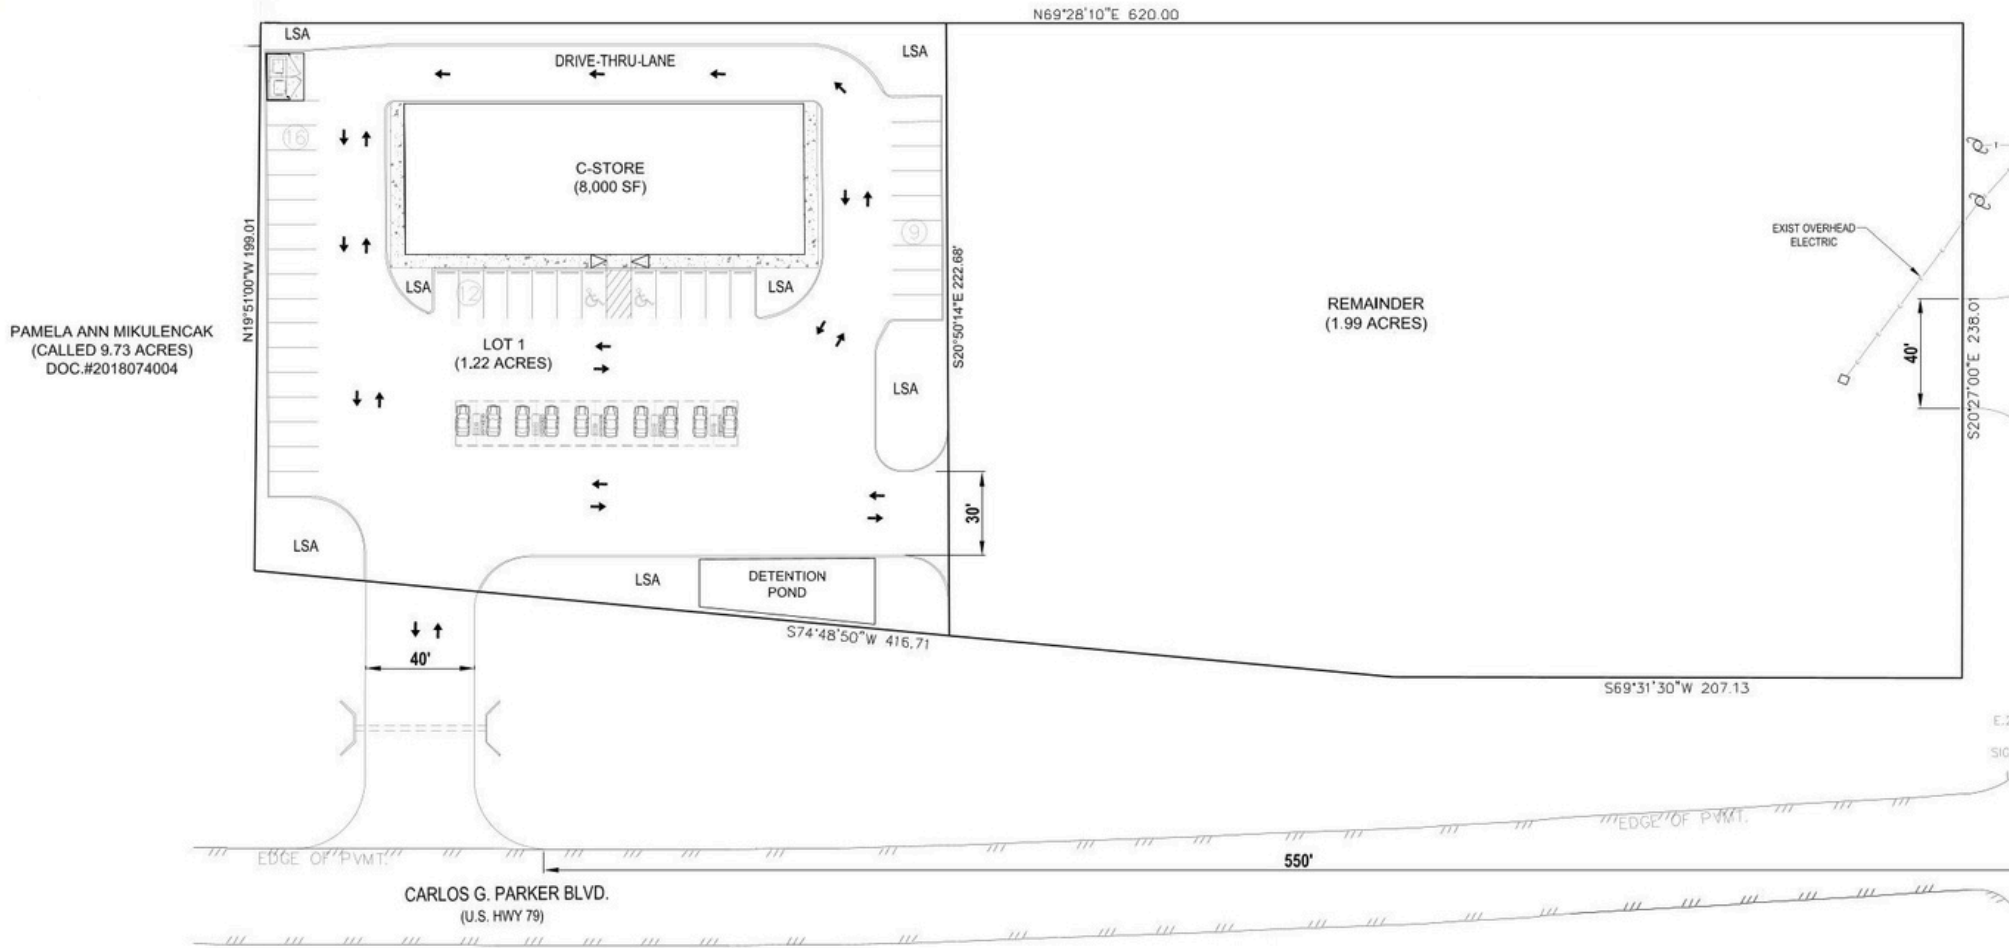 N69°28'10"E 620.00
LSA
DRIVE-THRU-LANE
LSA
16
C-STORE
(8,000 SF)
9
N19°51'00"W 199.01
S20°50'14"E 222.68'
EXIST OVERHEAD
ELECTRIC
LSA
12
LSA
REMAINDER
(1.99 ACRES)
PAMELA ANN MIKULENCAK
(CALLED 9.73 ACRES)
DOC.#2018074004
LOT 1
(1.22 ACRES)
40'
S20°27'00"E 238.01
LSA
30'
LSA
LSA
DETENTION
POND
S74°48'50"W 416.71
40'
S69°31'30"W 207.13
EDGE OF PVMT.
EDGE OF PVMT.
550'
CARLOS G. PARKER BLVD.
(U.S. HWY 79)